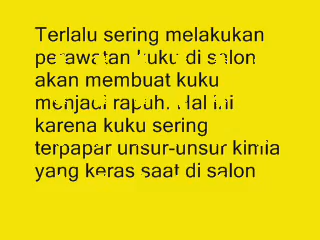 Terlalu sering melakukan
perawatan kuku di salon
akan membuat kuku
menjadi rapuh. Hal ini
karena kuku sering
terpapar unsur-unsur kimia
yang keras saat di salon